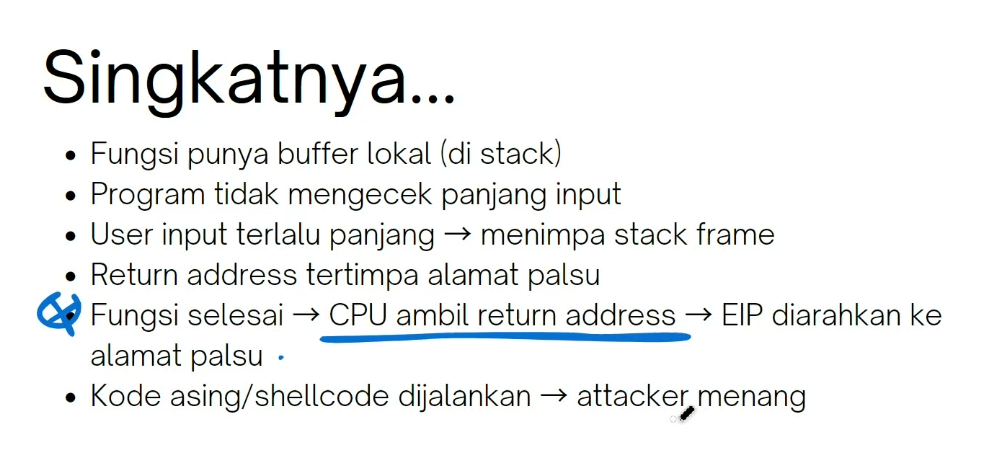 Singkatnya...
• Fungsi punya buffer lokal (di stack)
• Program tidak mengecek panjang input
• User input terlalu panjang → menimpa stack frame
• Return address tertimpa alamat palsu
• Fungsi selesai → CPU ambil return address → EIP diarahkan ke
alamat palsu
• Kode asing/shellcode dijalankan → attacker menang